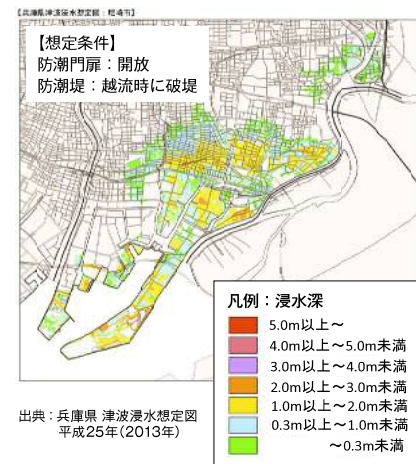 【兵庫県津波浸水想定図：尼崎市】
【想定条件】
防潮門扉：開放
防潮堤：越流時に破堤
凡例：浸水深
5.0m以上～
4.0m以上～5.0m未満
3.0m以上～4.0m未満
2.0m以上～3.0m未満
1.0m以上～2.0m未満
0.3m以上～1.0m未満
～0.3m未満
出典：兵庫県 津波浸水想定図
平成25年（2013年）